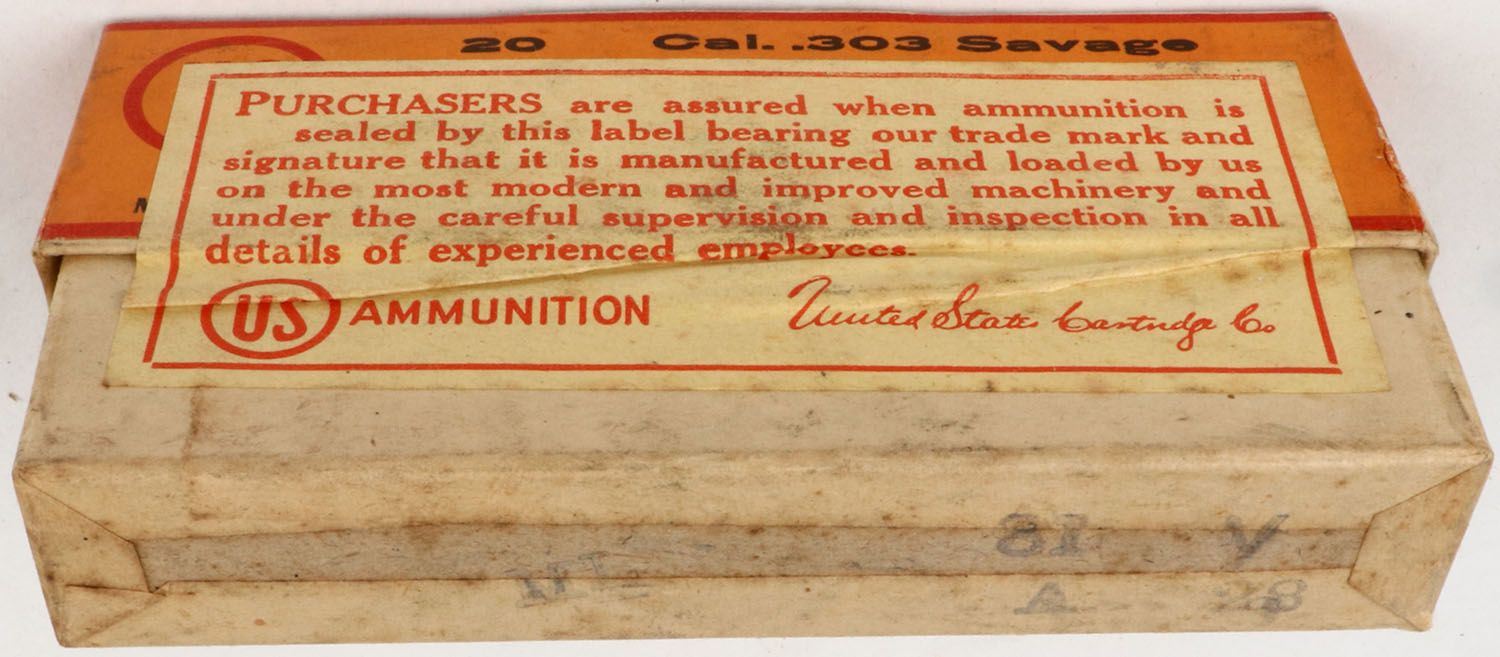 20 Cal. .303 Savage
PURCHASERS are assured when ammunition is
sealed by this label bearing our trade mark and
signature that it is manufactured and loaded by us
on the most modern and improved machinery and
under the careful supervision and inspection in all
details of experienced employees.
US AMMUNITION United States Cartridge Co